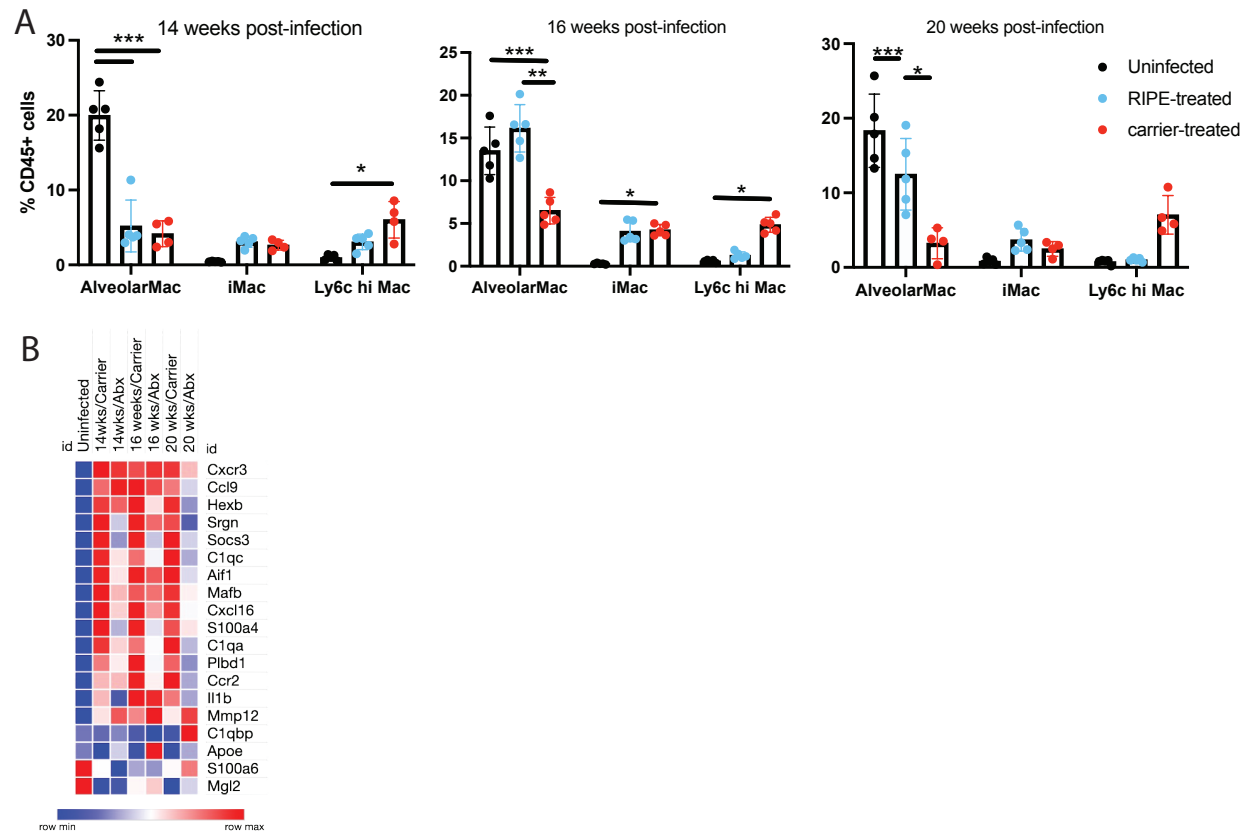 A
14 weeks post-infection
% CD45+ cells
30
20
10
0
***
*
AlveolarMac
iMac
Ly6c hi Mac
16 weeks post-infection
25
20
15
10
5
0
***
**
*
*
AlveolarMac
iMac
Ly6c hi Mac
20 weeks post-infection
30
20
10
0
***
*
AlveolarMac
iMac
Ly6c hi Mac
Uninfected
RIPE-treated
carrier-treated
B
id
Uninfected
14wks/Carrier
14wks/Abx
16 weeks/Carrier
16 wks/Abx
20 wks/Carrier
20 wks/Abx
id
Cxcr3
Ccl9
Hexb
Srgn
Socs3
C1qc
Aif1
Mafb
Cxcl16
S100a4
C1qa
Plbd1
Ccr2
Il1b
Mmp12
C1qbp
Apoe
S100a6
Mgl2
row min
row max